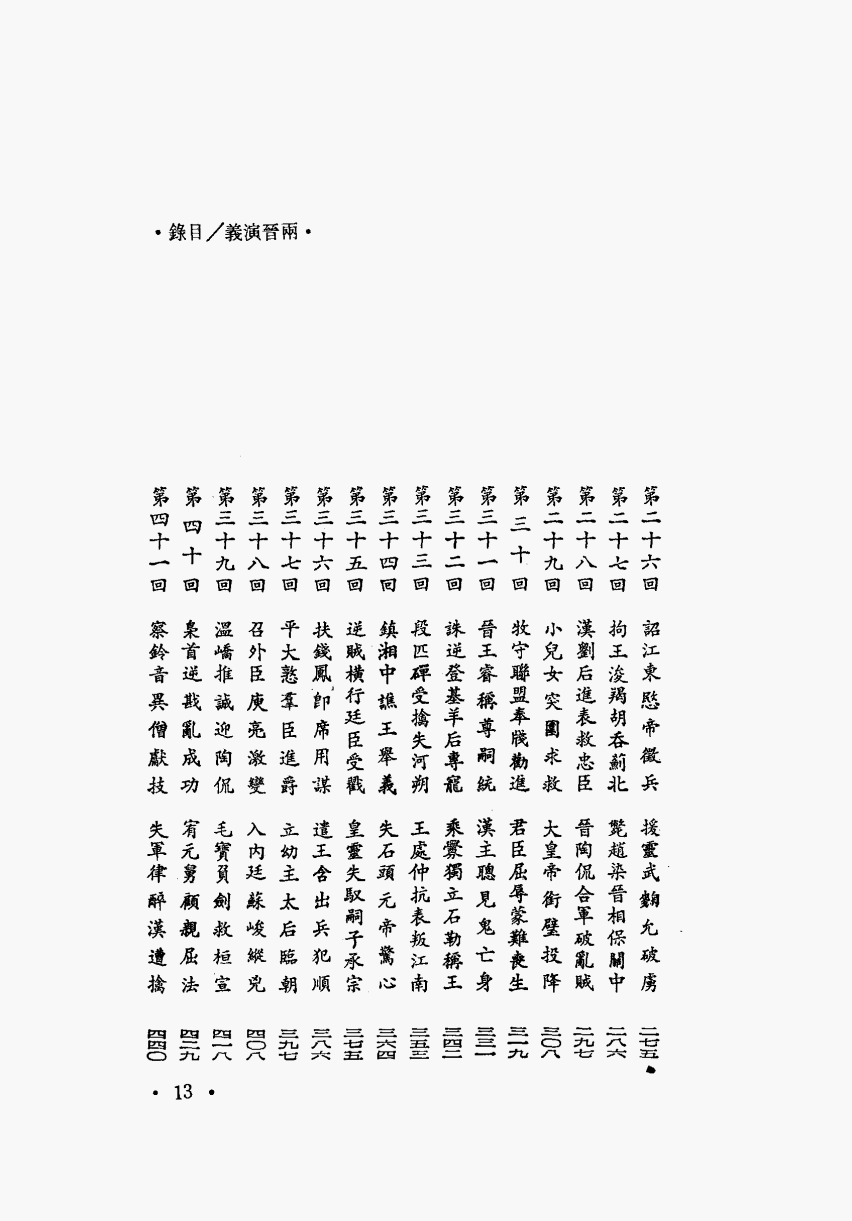 ·兩晉演義／目錄·
第二十六回　詔江東愍帝徵兵　援靈武麴允破虜　二七五
第二十七回　拘王浚羯胡吞薊北　斃趙染晉相保關中　二八六
第二十八回　漢劉后進表救忠臣　晉陶侃合軍破亂賊　二九七
第二十九回　小兒女突圍求救　大皇帝銜璧投降　三〇八
第三十回　牧守聯盟奉牋勸進　君臣屈辱蒙難喪生　三一九
第三十一回　晉王睿稱尊嗣統　漢主聰見鬼亡身　三三一
第三十二回　誅逆登基羊后專寵　乘釁獨立石勒稱王　三四二
第三十三回　段匹磾受擒失河朔　王處仲抗表叛江南　三五三
第三十四回　鎮湘中譙王舉義　失石頭元帝驚心　三六四
第三十五回　逆賊橫行廷臣受戮　皇靈失馭嗣子承宗　三七五
第三十六回　扶錢鳳即席用謀　遣王含出兵犯順　三八六
第三十七回　平大憝羣臣進爵　立幼主太后臨朝　三九七
第三十八回　召外臣庾亮激變　入內廷蘇峻縱兇　四〇八
第三十九回　溫嶠推誠迎陶侃　毛寶負劍救桓宣　四一八
第四十回　梟首逆戡亂成功　宥元舅顧親屈法　四二九
第四十一回　察鈴音異僧獻技　失軍律醉漢遭擒　四四〇
· 13 ·